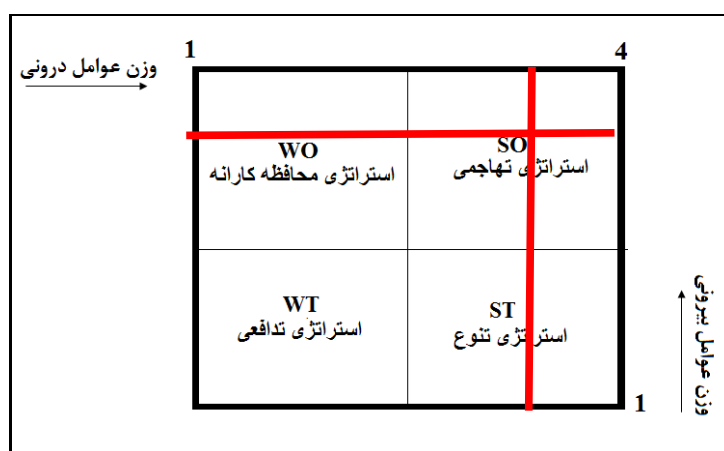 1
4
وزن عوامل درونی
WO
استراتژی محافظه کارانه
SO
استراتژی تهاجمی
WT
استراتژی تدافعی
ST
استراتژی تنوع
وزن عوامل بیرونی
1